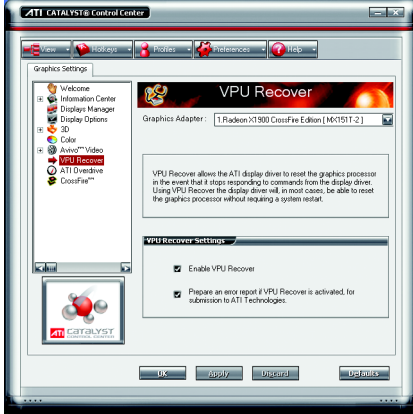 ATI CATALYST® Control Center
View
Hotkeys
Profiles
Preferences
Help
Graphics Settings
Welcome
Information Center
Displays Manager
Display Options
3D
Color
Avivo™ Video
VPU Recover
ATI Overdrive
CrossFire™
ATI CATALYST
CONTROL CENTER
VPU Recover
Graphics Adapter :
1.Radeon X1900 CrossFire Edition [ MX151T-2 ]
VPU Recover allows the ATI display driver to reset the graphics processor
in the event that it stops responding to commands from the display driver.
Using VPU Recover the display driver will, in most cases, be able to reset
the graphics processor without requiring a system restart.
VPU Recover Settings
Enable VPU Recover
Prepare an error report if VPU Recover is activated, for
submission to ATI Technologies.
OK
Apply
Discard
Defaults